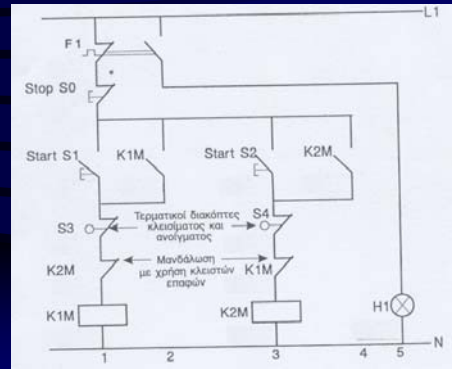 L1
F1
Stop S0
Start S1
K1M
Start S2
K2M
S3
Τερματικοί διακόπτες
κλεισίματος και
ανοίγματος
S4
K2M
Μανδάλωση
με χρήση κλειστών
επαφών
K1M
K1M
K2M
H1
N
1
2
3
4
5